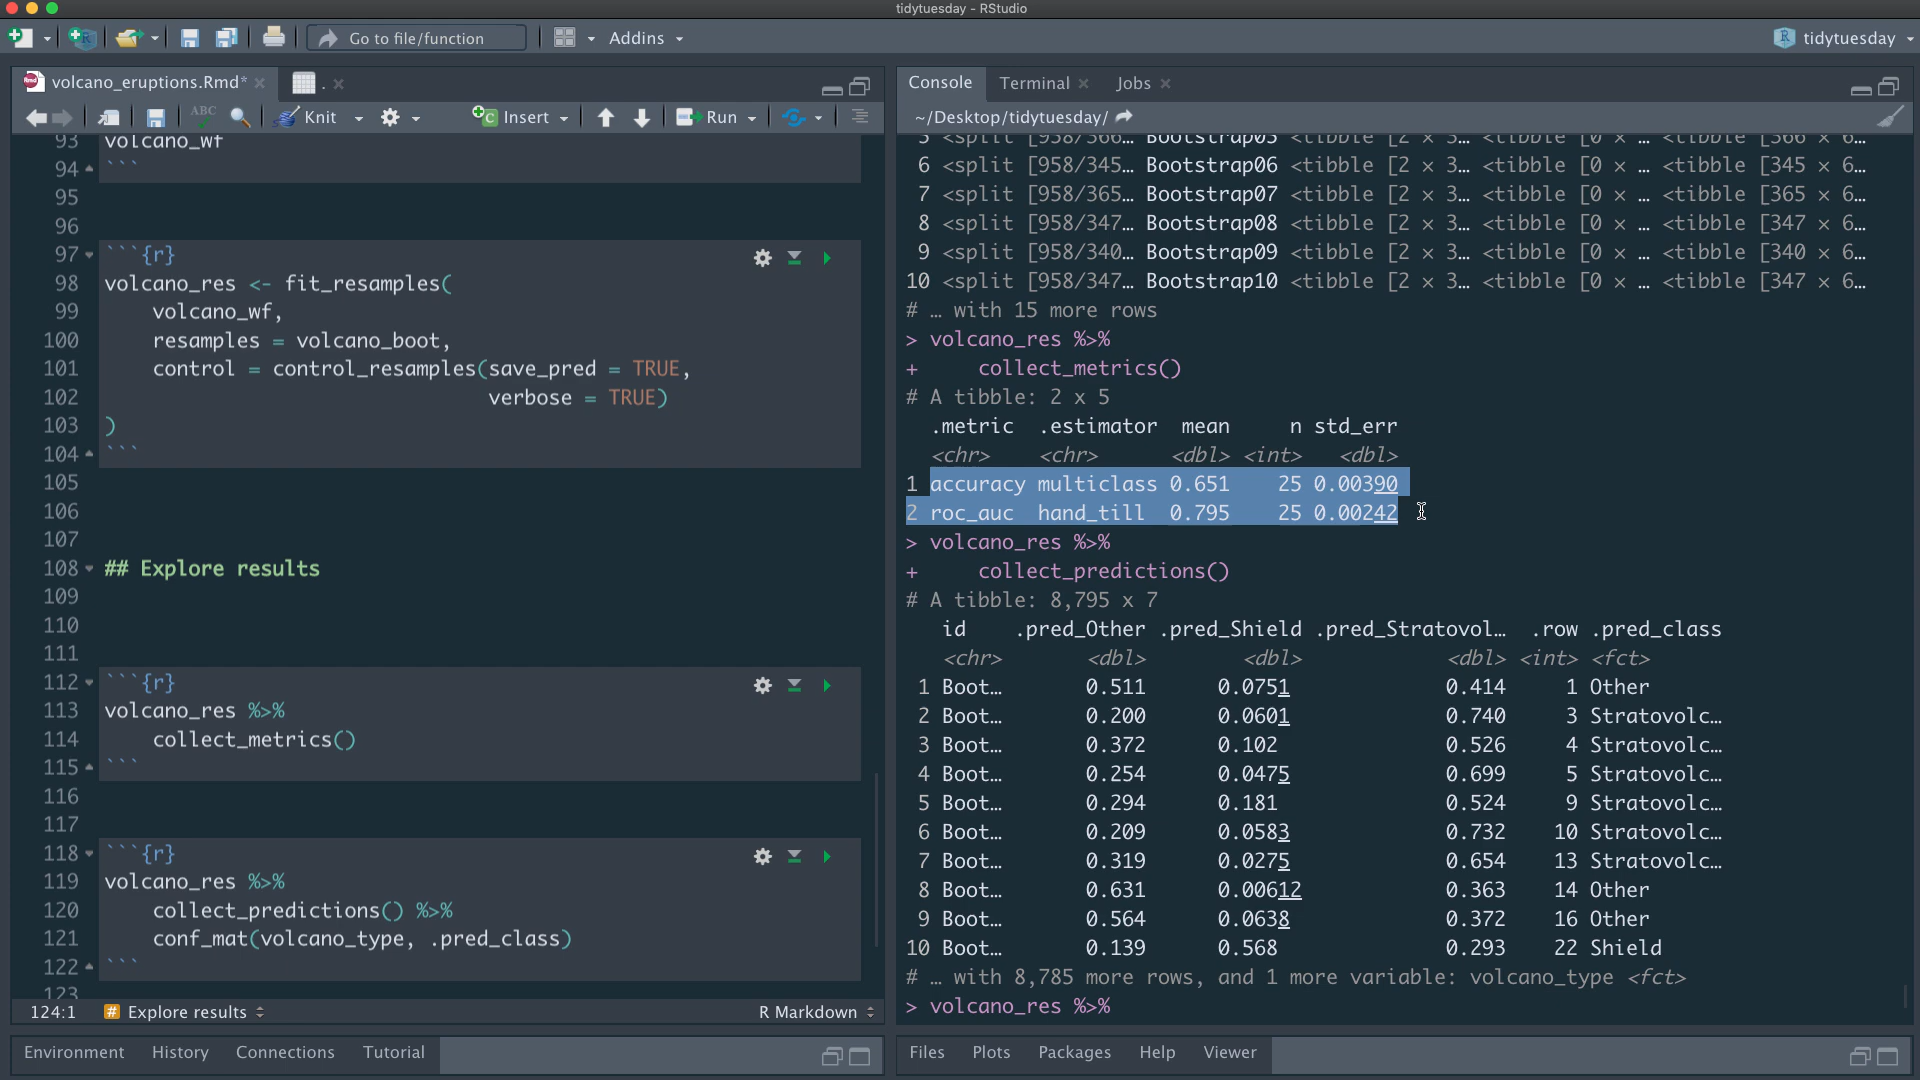 tidytuesday - RStudio
Go to file/function
Addins
tidytuesday
volcano_eruptions.Rmd*
.
ABC
Knit
Insert
Run
93 volcano_wf
94 ```
95
96
97 ```{r}
98 volcano_res <- fit_resamples(
99     volcano_wf,
100     resamples = volcano_boot,
101     control = control_resamples(save_pred = TRUE,
102                                 verbose = TRUE)
103 )
104 ```
105
106
107
108 ## Explore results
109
110
111
112 ```{r}
113 volcano_res %>%
114     collect_metrics()
115 ```
116
117
118 ```{r}
119 volcano_res %>%
120     collect_predictions() %>%
121     conf_mat(volcano_type, .pred_class)
122 ```
123
124:1 # Explore results R Markdown
Environment History Connections Tutorial
Console Terminal Jobs
~/Desktop/tidytuesday/
5 <split [958/366… Bootstrap05 <tibble [2 × 3… <tibble [0 × … <tibble [366 × 6…
6 <split [958/345… Bootstrap06 <tibble [2 × 3… <tibble [0 × … <tibble [345 × 6…
7 <split [958/365… Bootstrap07 <tibble [2 × 3… <tibble [0 × … <tibble [365 × 6…
8 <split [958/347… Bootstrap08 <tibble [2 × 3… <tibble [0 × … <tibble [347 × 6…
9 <split [958/340… Bootstrap09 <tibble [2 × 3… <tibble [0 × … <tibble [340 × 6…
10 <split [958/347… Bootstrap10 <tibble [2 × 3… <tibble [0 × … <tibble [347 × 6…
# … with 15 more rows
> volcano_res %>%
+     collect_metrics()
# A tibble: 2 x 5
.metric .estimator mean n std_err
<chr> <chr> <dbl> <int> <dbl>
1 accuracy multiclass 0.651 25 0.00390
2 roc_auc hand_till 0.795 25 0.00242
> volcano_res %>%
+     collect_predictions()
# A tibble: 8,795 x 7
id .pred_Other .pred_Shield .pred_Stratovol… .row .pred_class
<chr> <dbl> <dbl> <dbl> <int> <fct>
1 Boot… 0.511 0.0751 0.414 1 Other
2 Boot… 0.200 0.0601 0.740 3 Stratovolc…
3 Boot… 0.372 0.102 0.526 4 Stratovolc…
4 Boot… 0.254 0.0475 0.699 5 Stratovolc…
5 Boot… 0.294 0.181 0.524 9 Stratovolc…
6 Boot… 0.209 0.0583 0.732 10 Stratovolc…
7 Boot… 0.319 0.0275 0.654 13 Stratovolc…
8 Boot… 0.631 0.00612 0.363 14 Other
9 Boot… 0.564 0.0638 0.372 16 Other
10 Boot… 0.139 0.568 0.293 22 Shield
# … with 8,785 more rows, and 1 more variable: volcano_type <fct>
> volcano_res %>%
Files Plots Packages Help Viewer